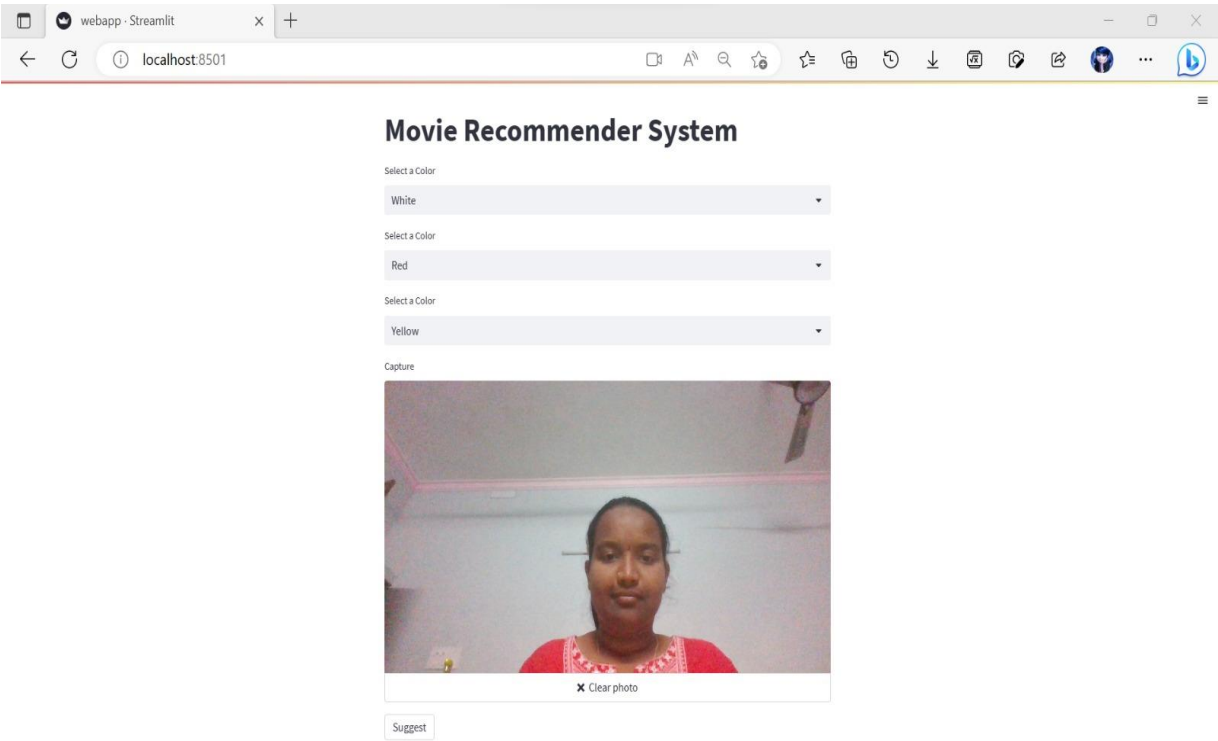 webapp · Streamlit
localhost:8501
Movie Recommender System
Select a Color
White
Select a Color
Red
Select a Color
Yellow
Capture
Clear photo
Suggest